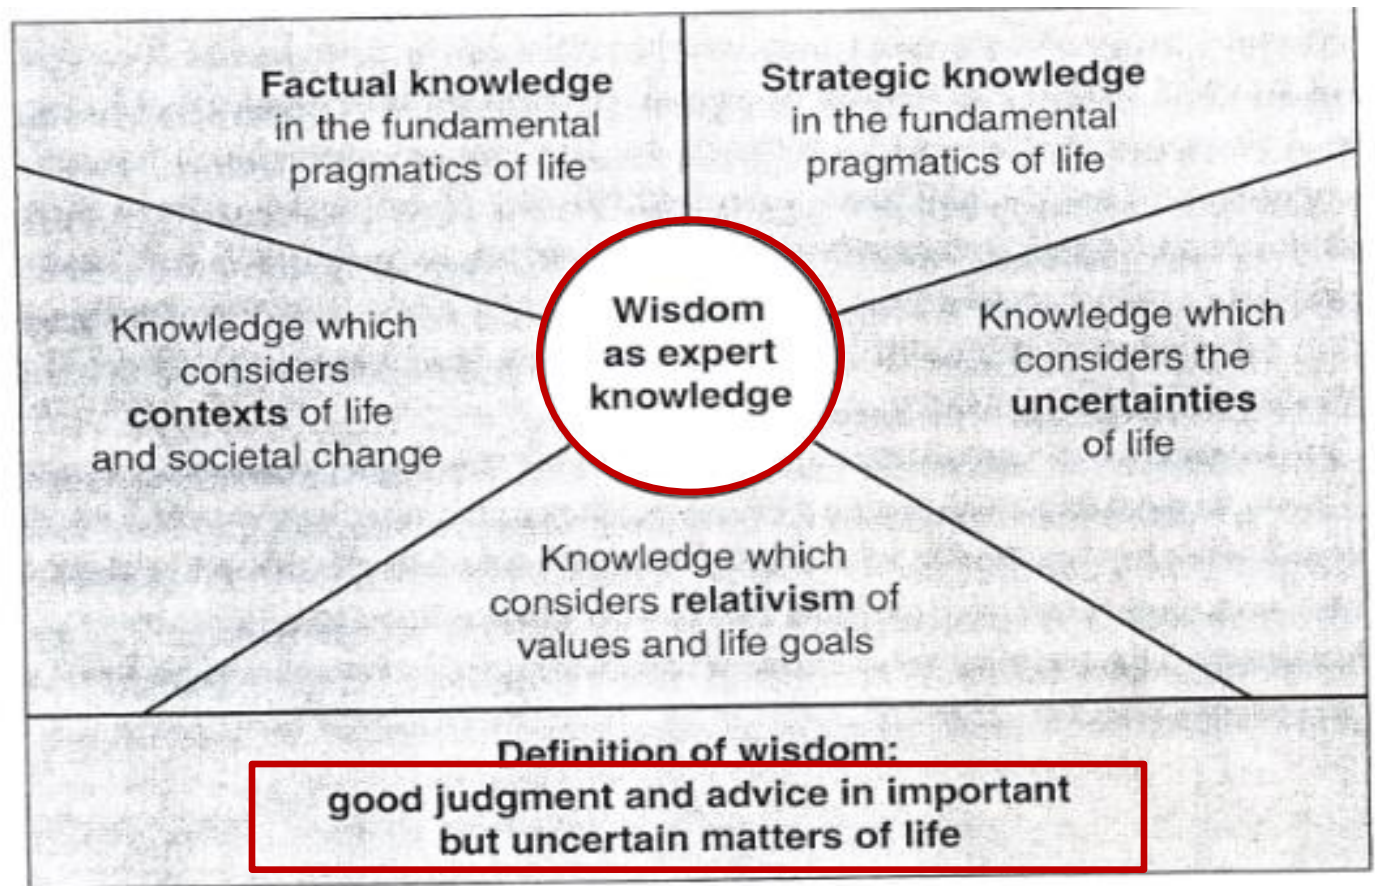 Factual knowledge
in the fundamental
pragmatics of life
Strategic knowledge
in the fundamental
pragmatics of life
Knowledge which
considers
contexts of life
and societal change
Wisdom
as expert
knowledge
Knowledge which
considers the
uncertainties
of life
Knowledge which
considers relativism of
values and life goals
Definition of wisdom:
good judgment and advice in important
but uncertain matters of life